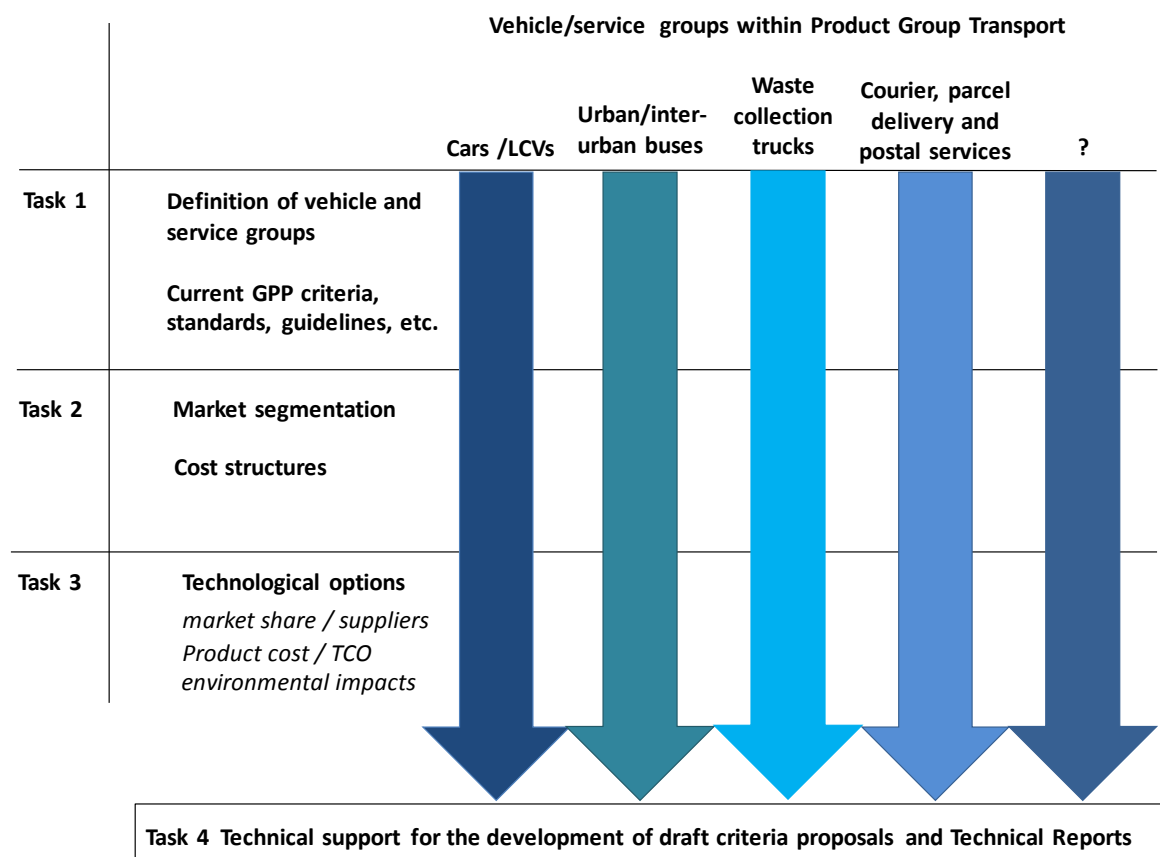 Vehicle/service groups within Product Group Transport
Cars /LCVs
Urban/inter-
urban buses
Waste
collection
trucks
Courier, parcel
delivery and
postal services
?
Task 1
Definition of vehicle and
service groups
Current GPP criteria,
standards, guidelines, etc.
Task 2
Market segmentation
Cost structures
Task 3
Technological options
market share / suppliers
Product cost / TCO
environmental impacts
Task 4 Technical support for the development of draft criteria proposals and Technical Reports